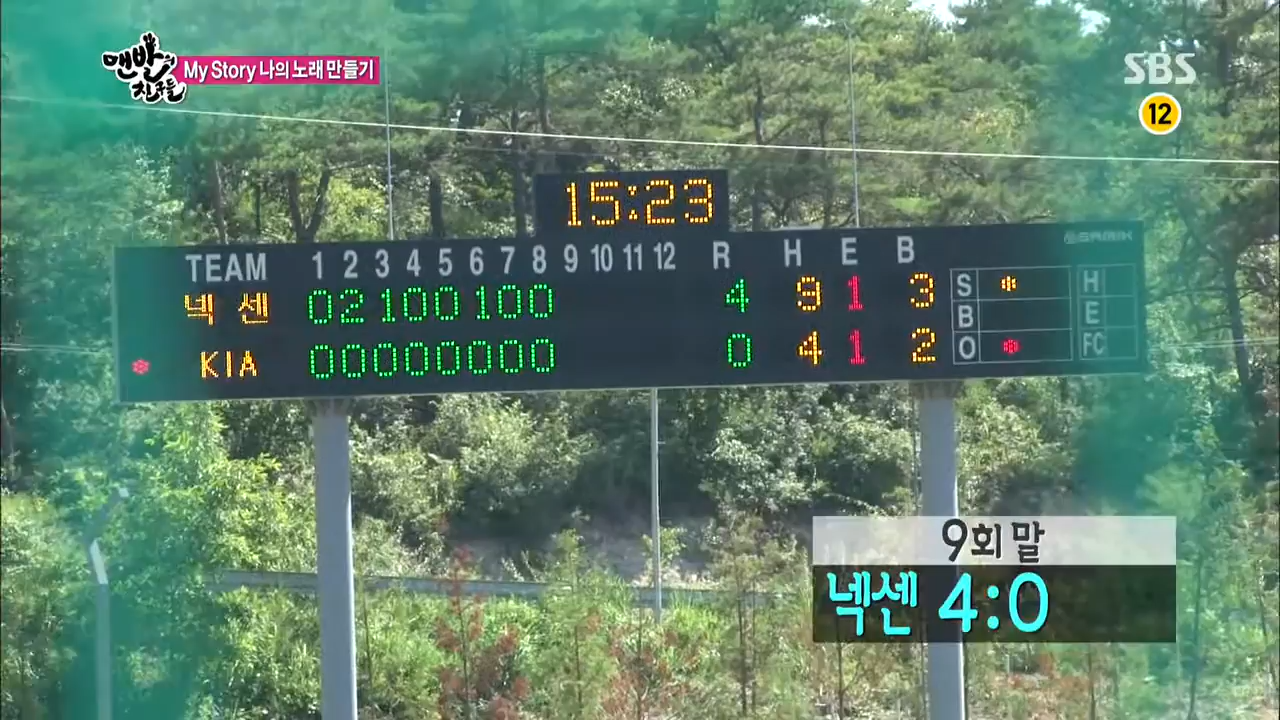 맨발의
친구들
My Story 나의 노래 만들기
SBS
12
15:23
TEAM 1 2 3 4 5 6 7 8 9 10 11 12 R H E B
넥센 0 2 1 0 0 1 0 0 4 9 1 3
KIA 0 0 0 0 0 0 0 0 0 4 1 2
S H
B E
O FC
9회 말
넥센 4:0